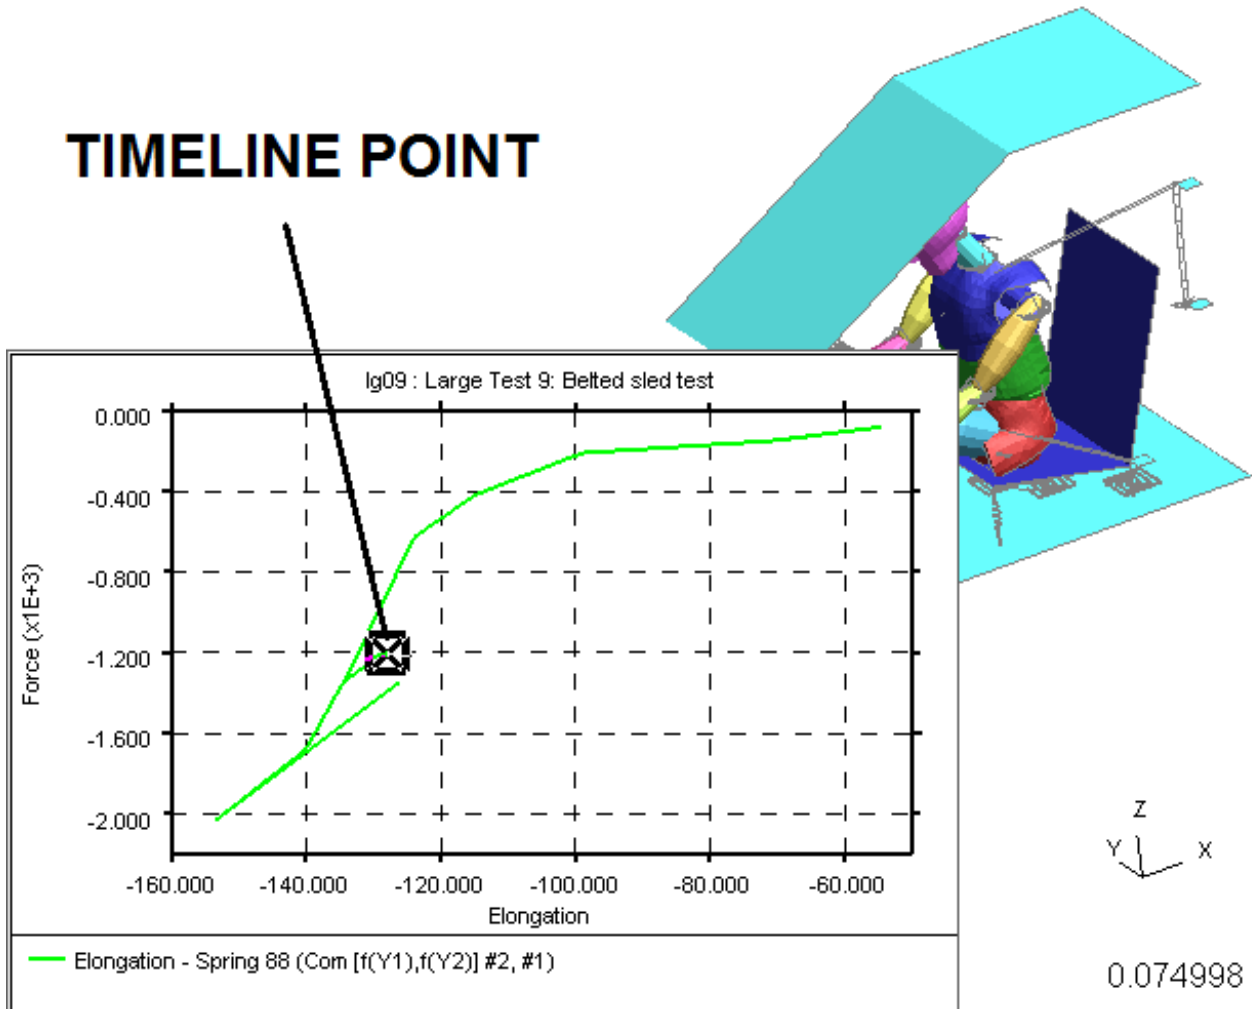 TIMELINE POINT
lg09 : Large Test 9: Belted sled test
0.000
-0.400
-0.800
-1.200
-1.600
-2.000
Force (x1E+3)
-160.000 -140.000 -120.000 -100.000 -80.000 -60.000
Elongation
Elongation - Spring 88 (Com [f(Y1),f(Y2)] #2, #1)
Z
Y X
0.074998